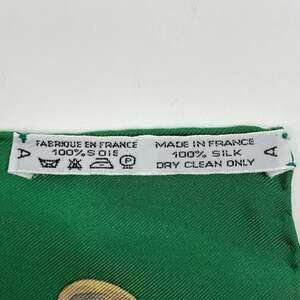 A
FABRIQUE EN FRANCE
100% SOIE
MADE IN FRANCE
100% SILK
DRY CLEAN ONLY
A